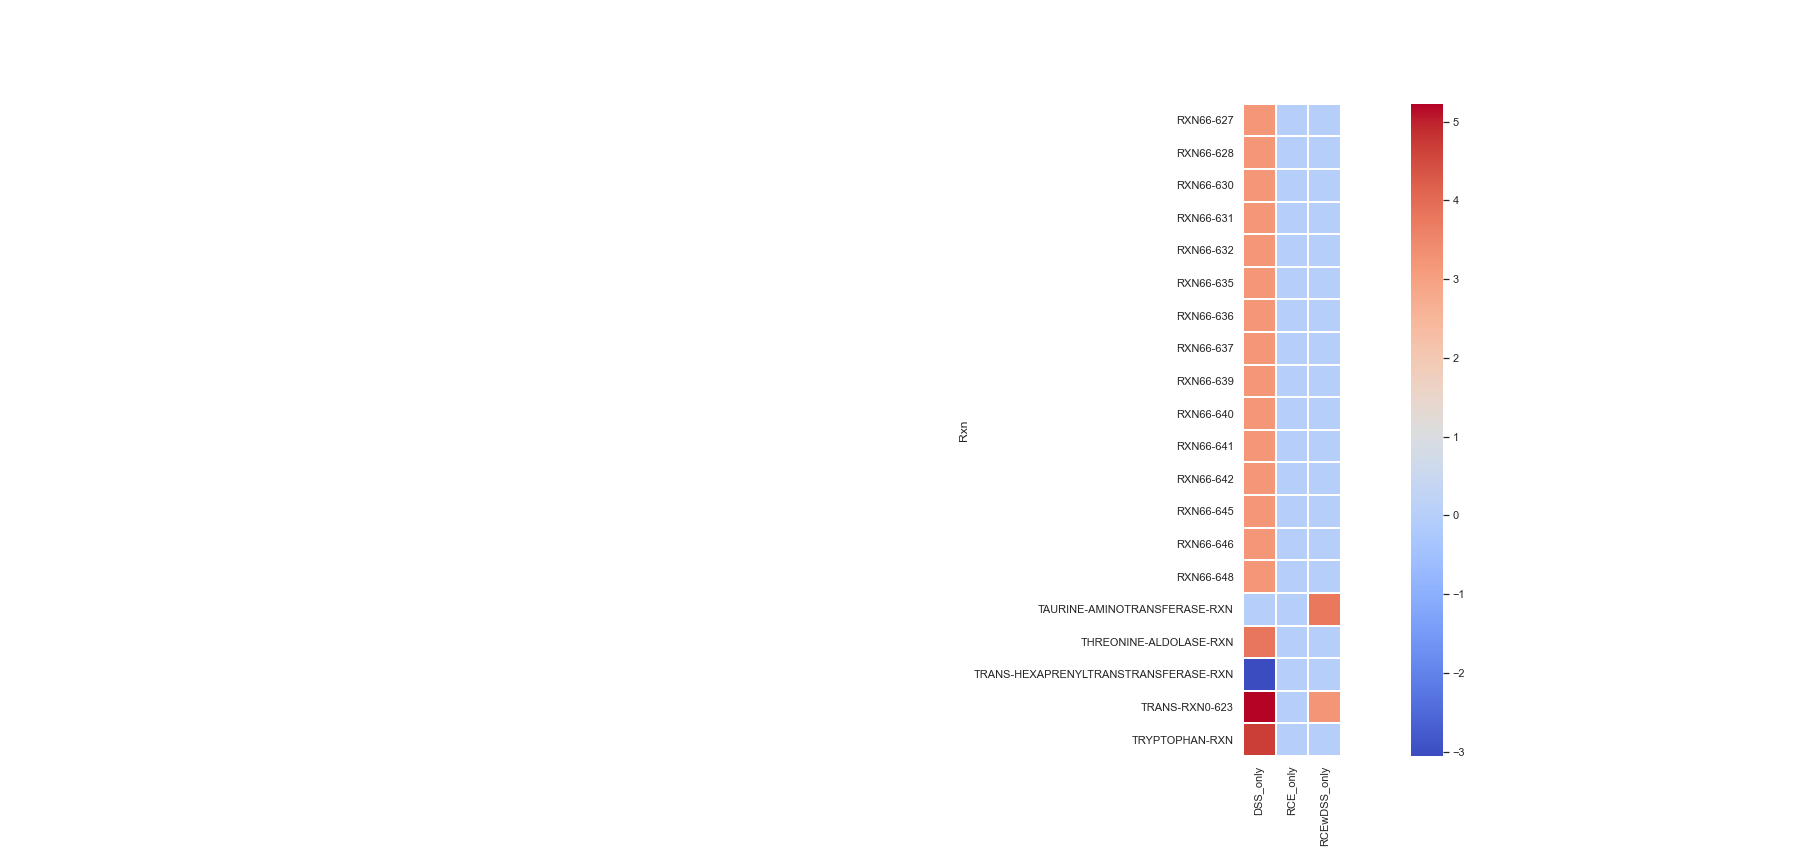 Rxn
RXN66-627
RXN66-628
RXN66-630
RXN66-631
RXN66-632
RXN66-635
RXN66-636
RXN66-637
RXN66-639
RXN66-640
RXN66-641
RXN66-642
RXN66-645
RXN66-646
RXN66-648
TAURINE-AMINOTRANSFERASE-RXN
THREONINE-ALDOLASE-RXN
TRANS-HEXAPRENYLTRANSTRANSFERASE-RXN
TRANS-RXN0-623
TRYPTOPHAN-RXN
DSS_only
RCE_only
RCEwDSS_only
5
4
3
2
1
0
−1
−2
−3